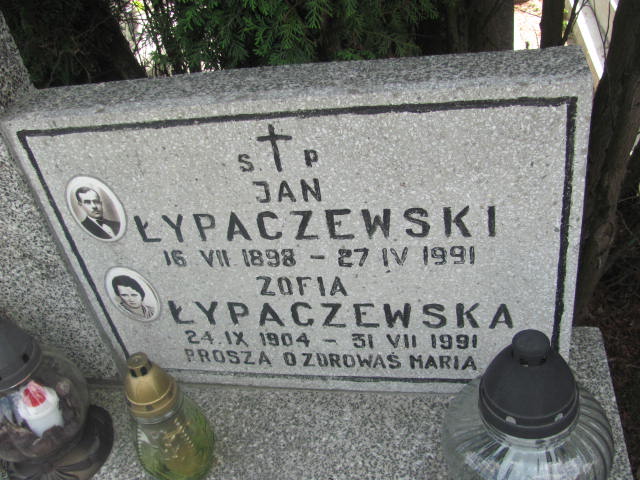 S P
JAN
ŁYPACZEWSKI
16 VII 1898 - 27 IV 1991
ZOFIA
ŁYPACZEWSKA
24.IX 1904 - 31 VII 1991
PROSZĄ O ZDROWAŚ MARIA